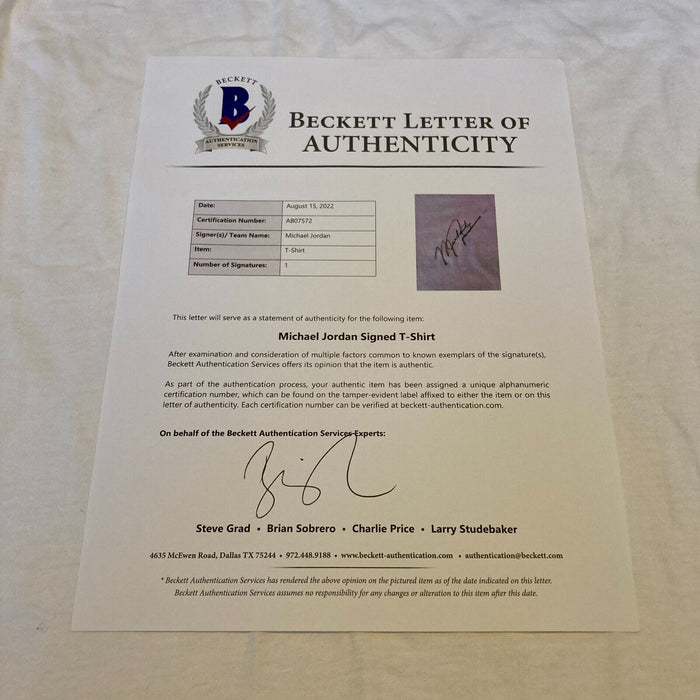 BECKETT
B
AUTHENTICATION
SERVICES
BECKETT LETTER OF
AUTHENTICITY
Date: August 15, 2022
Certification Number: AB07572
Signer(s)/ Team Name: Michael Jordan
Item: T-Shirt
Number of Signatures: 1
This letter will serve as a statement of authenticity for the following item:
Michael Jordan Signed T-Shirt
After examination and consideration of multiple factors common to known exemplars of the signature(s),
Beckett Authentication Services offers its opinion that the item is authentic.
As part of the authentication process, your authentic item has been assigned a unique alphanumeric
certification number, which can be found on the tamper-evident label affixed to either the item or on this
letter of authenticity. Each certification number can be verified at beckett-authentication.com.
On behalf of the Beckett Authentication Services Experts:
Steve Grad • Brian Sobrero • Charlie Price • Larry Studebaker
4635 McEwen Road, Dallas TX 75244 • 972.448.9188 • www.beckett-authentication.com • authentication@beckett.com
* Beckett Authentication Services has rendered the above opinion on the pictured item as of the date indicated on this letter.
Beckett Authentication Services assumes no responsibility for any changes or alteration to this item after this date.